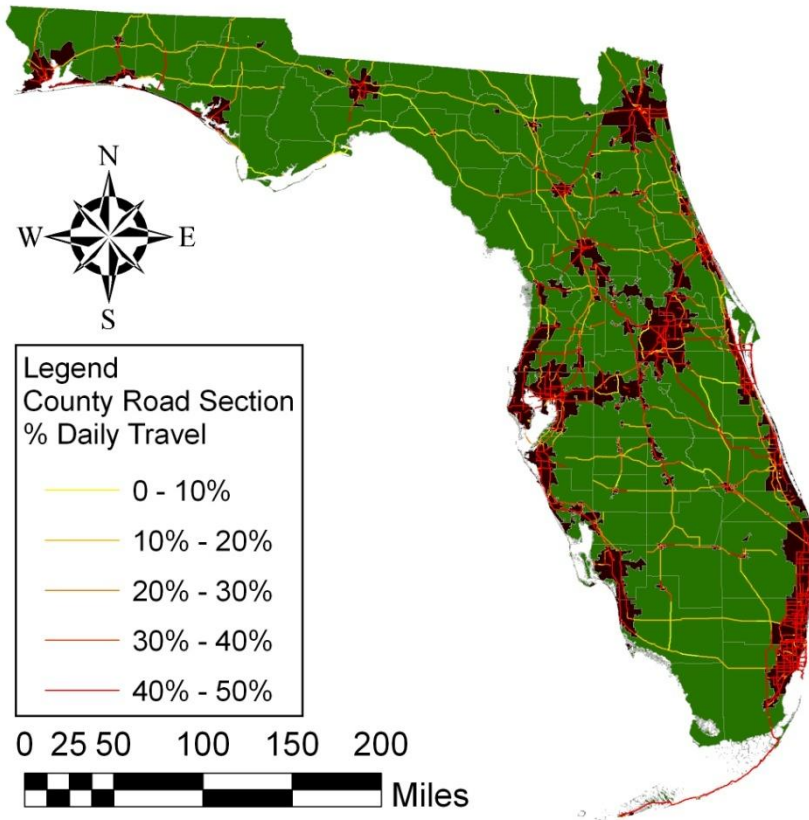 N
W E
S
Legend
County Road Section
% Daily Travel
0 - 10%
10% - 20%
20% - 30%
30% - 40%
40% - 50%
0 25 50 100 150 200
Miles